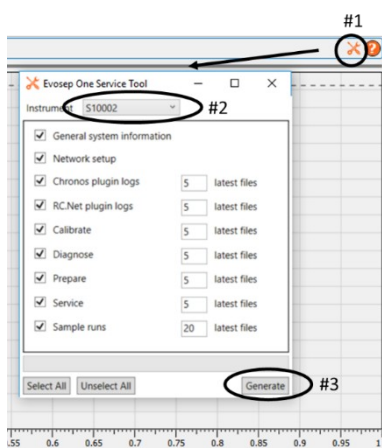 #1
Evosep One Service Tool
Instrument S10002 #2
General system information
Network setup
Chronos plugin logs 5 latest files
RC.Net plugin logs 5 latest files
Calibrate 5 latest files
Diagnose 5 latest files
Prepare 5 latest files
Service 5 latest files
Sample runs 20 latest files
Select All Unselect All Generate #3
.55 0.6 0.65 0.7 0.75 0.8 0.85 0.9 0.95 1